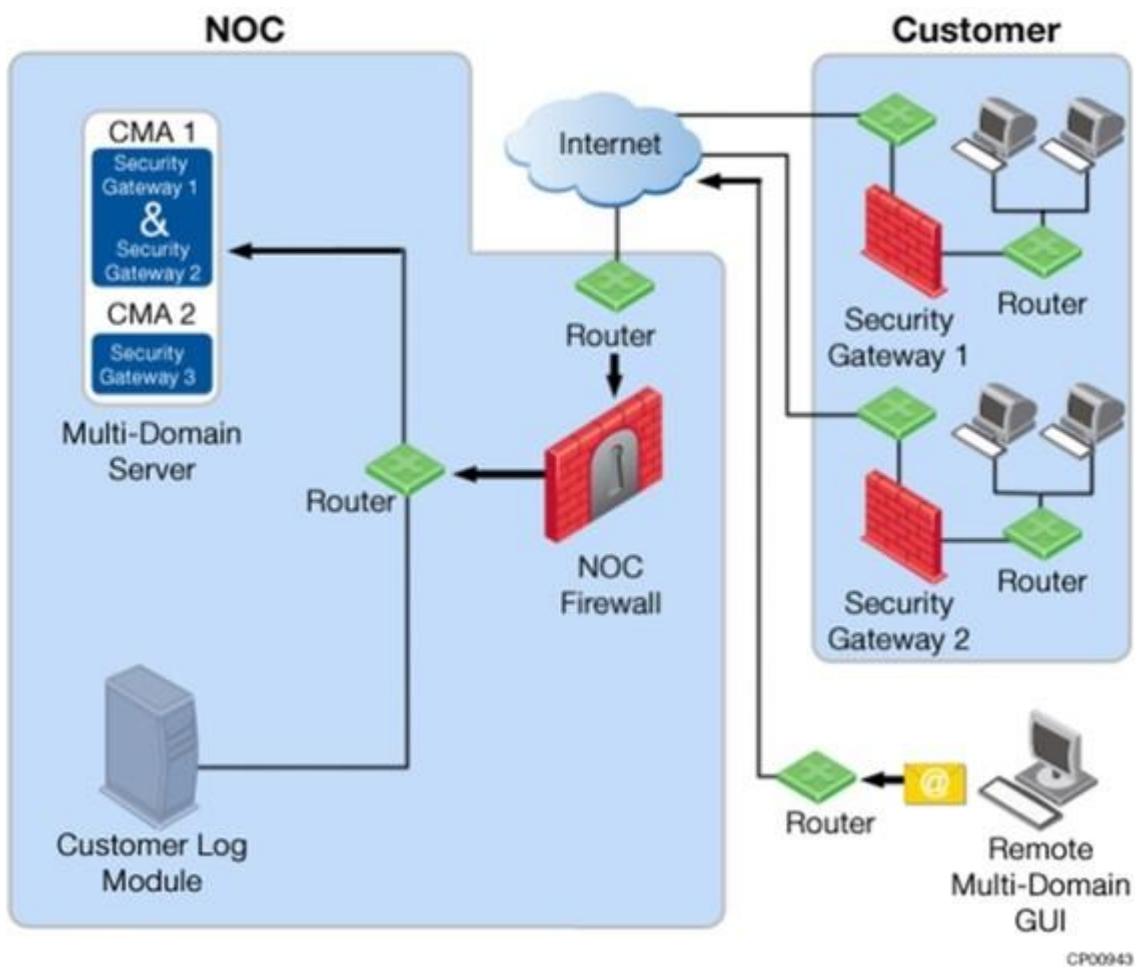 NOC
CMA 1
Security
Gateway 1
&
Security
Gateway 2
CMA 2
Security
Gateway 3
Multi-Domain
Server
Router
Customer Log
Module
Internet
Router
NOC
Firewall
Customer
Security
Gateway 1
Router
Security
Gateway 2
Router
@
Router
Remote
Multi-Domain
GUI
CP00943